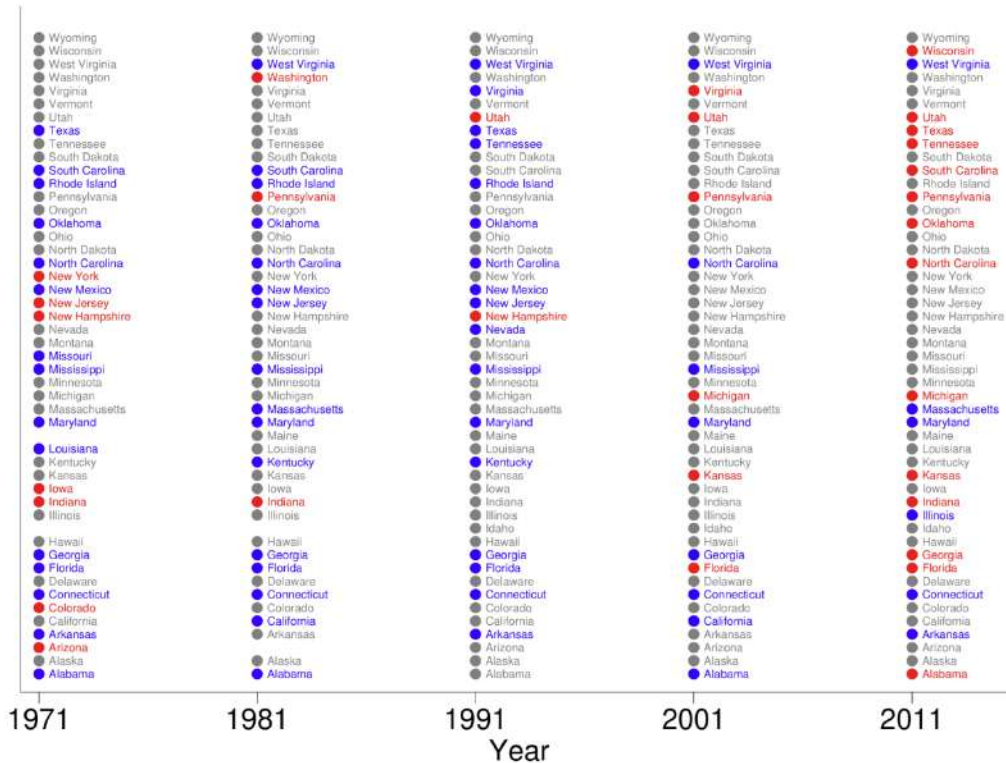 Wyoming
Wisconsin
West Virginia
Washington
Virginia
Vermont
Utah
Texas
Tennessee
South Dakota
South Carolina
Rhode Island
Pennsylvania
Oregon
Oklahoma
Ohio
North Dakota
North Carolina
New York
New Mexico
New Jersey
New Hampshire
Nevada
Montana
Missouri
Mississippi
Minnesota
Michigan
Massachusetts
Maryland
Louisiana
Kentucky
Kansas
Iowa
Indiana
Illinois
Hawaii
Georgia
Florida
Delaware
Connecticut
Colorado
California
Arkansas
Arizona
Alaska
Alabama
Wyoming
Wisconsin
West Virginia
Washington
Virginia
Vermont
Utah
Texas
Tennessee
South Dakota
South Carolina
Rhode Island
Pennsylvania
Oregon
Oklahoma
Ohio
North Dakota
North Carolina
New York
New Mexico
New Jersey
New Hampshire
Nevada
Montana
Missouri
Mississippi
Minnesota
Michigan
Massachusetts
Maryland
Maine
Louisiana
Kentucky
Kansas
Iowa
Indiana
Illinois
Hawaii
Georgia
Florida
Delaware
Connecticut
Colorado
California
Arkansas
Alaska
Alabama
Wyoming
Wisconsin
West Virginia
Washington
Virginia
Vermont
Utah
Texas
Tennessee
South Dakota
South Carolina
Rhode Island
Pennsylvania
Oregon
Oklahoma
Ohio
North Dakota
North Carolina
New York
New Mexico
New Jersey
New Hampshire
Nevada
Montana
Missouri
Mississippi
Minnesota
Michigan
Massachusetts
Maryland
Maine
Louisiana
Kentucky
Kansas
Iowa
Indiana
Illinois
Idaho
Hawaii
Georgia
Florida
Delaware
Connecticut
Colorado
California
Arkansas
Arizona
Alaska
Alabama
Wyoming
Wisconsin
West Virginia
Washington
Virginia
Vermont
Utah
Texas
Tennessee
South Dakota
South Carolina
Rhode Island
Pennsylvania
Oregon
Oklahoma
Ohio
North Dakota
North Carolina
New York
New Mexico
New Jersey
New Hampshire
Nevada
Montana
Missouri
Mississippi
Minnesota
Michigan
Massachusetts
Maryland
Maine
Louisiana
Kentucky
Kansas
Iowa
Indiana
Illinois
Idaho
Hawaii
Georgia
Florida
Delaware
Connecticut
Colorado
California
Arkansas
Arizona
Alaska
Alabama
Wyoming
Wisconsin
West Virginia
Washington
Virginia
Vermont
Utah
Texas
Tennessee
South Dakota
South Carolina
Rhode Island
Pennsylvania
Oregon
Oklahoma
Ohio
North Dakota
North Carolina
New York
New Mexico
New Jersey
New Hampshire
Nevada
Montana
Missouri
Mississippi
Minnesota
Michigan
Massachusetts
Maryland
Maine
Louisiana
Kentucky
Kansas
Iowa
Indiana
Illinois
Idaho
Hawaii
Georgia
Florida
Delaware
Connecticut
Colorado
California
Arkansas
Arizona
Alaska
Alabama
1971 1981 1991 2001 2011
Year